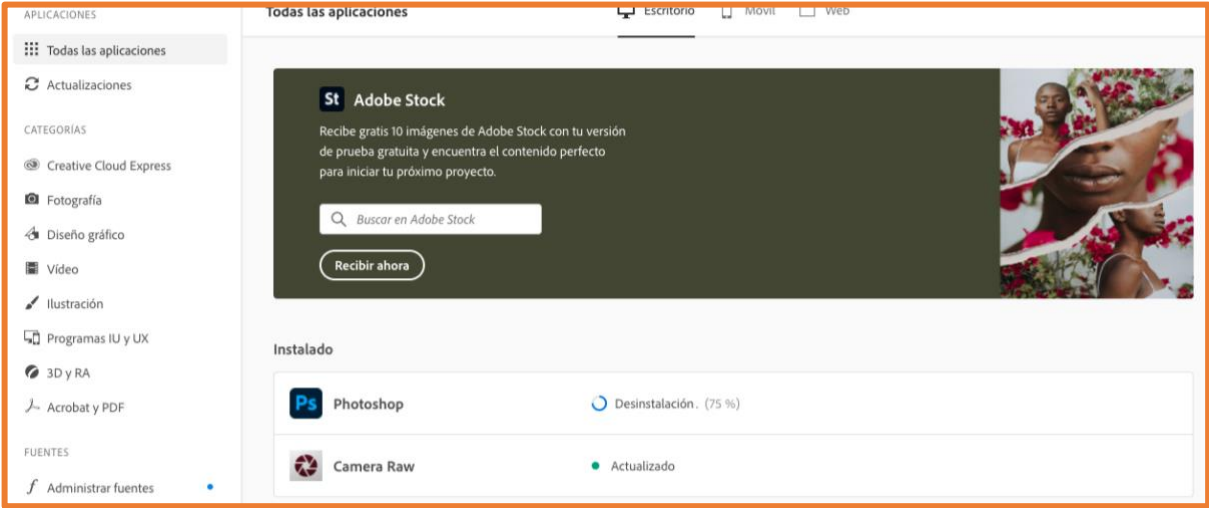 APLICACIONES
Todas las aplicaciones
Actualizaciones
CATEGORÍAS
Creative Cloud Express
Fotografía
Diseño gráfico
Vídeo
Ilustración
Programas IU y UX
3D y RA
Acrobat y PDF
FUENTES
Administrar fuentes
Todas las aplicaciones
Escritorio Móvil Web
St Adobe Stock
Recibe gratis 10 imágenes de Adobe Stock con tu versión
de prueba gratuita y encuentra el contenido perfecto
para iniciar tu próximo proyecto.
Buscar en Adobe Stock
Recibir ahora
Instalado
Ps Photoshop Desinstalación. (75 %)
Camera Raw Actualizado